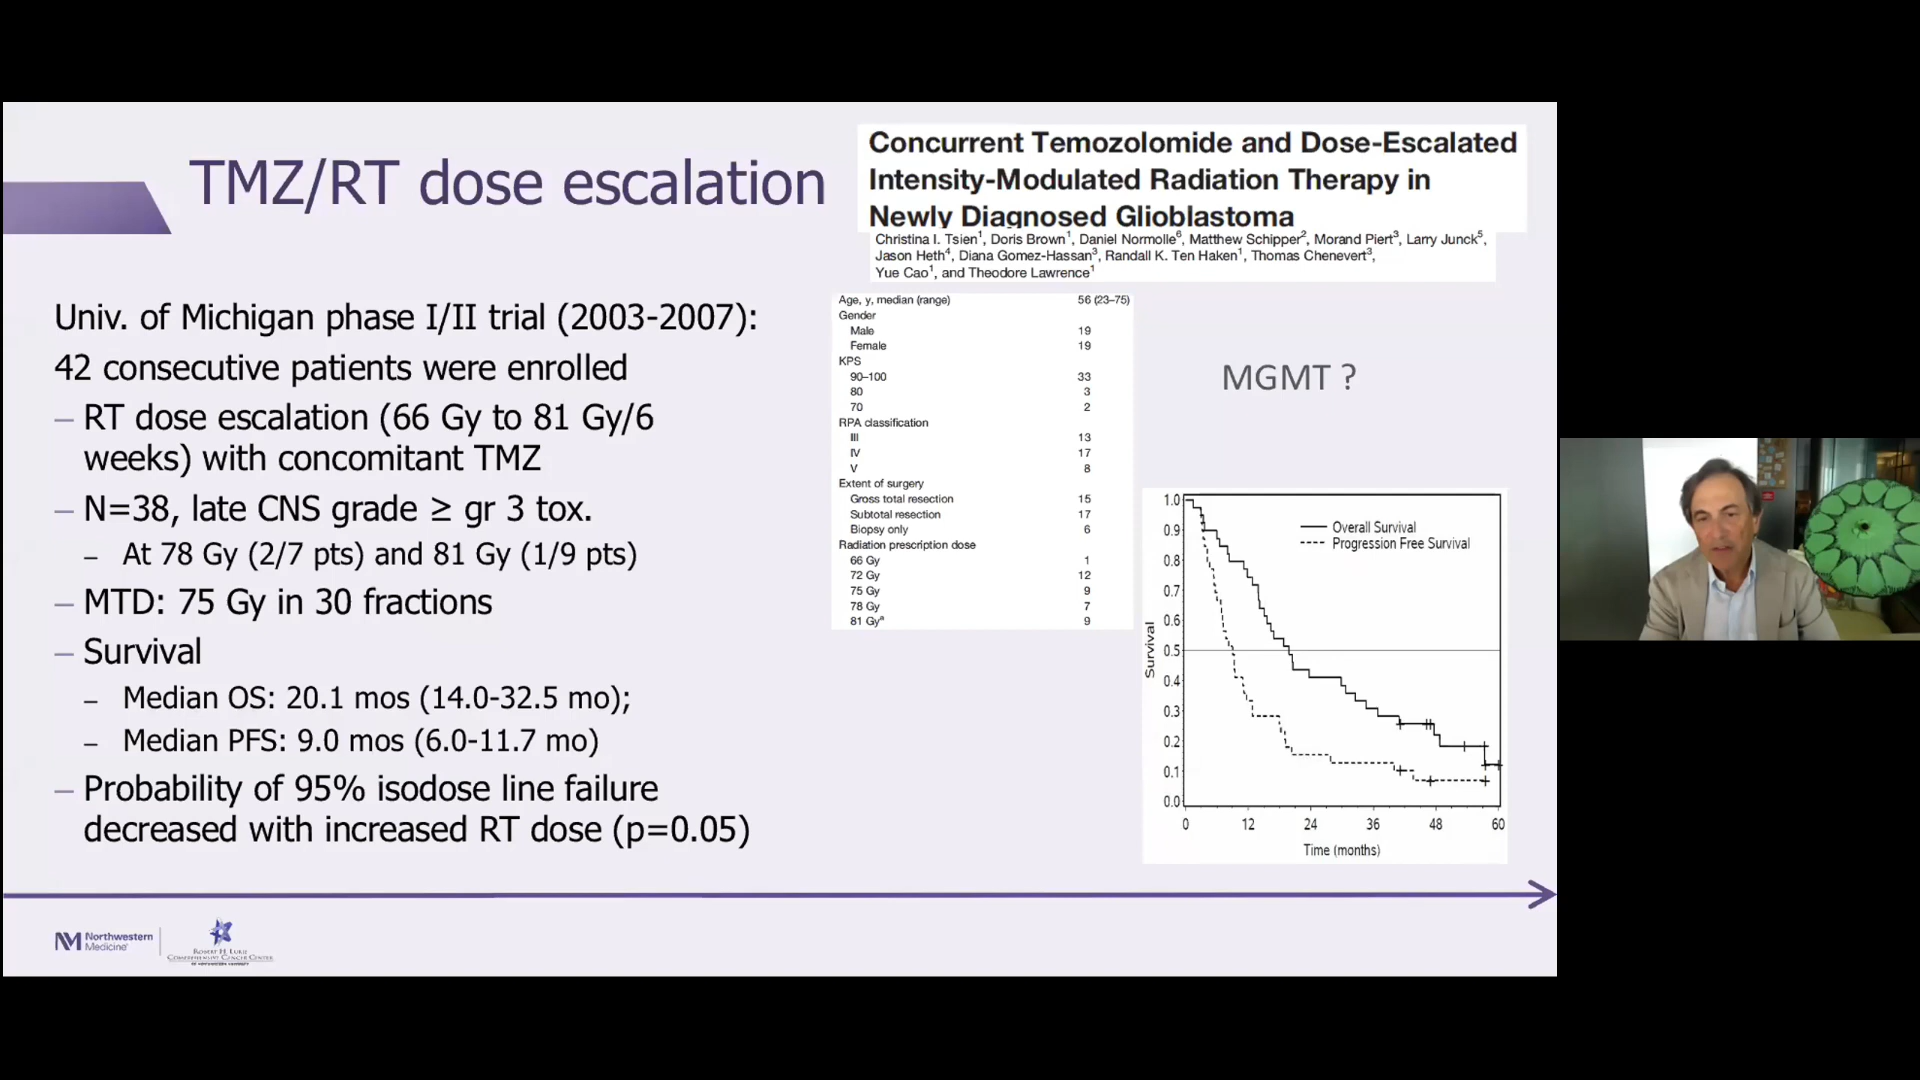 TMZ/RT dose escalation
Concurrent Temozolomide and Dose-Escalated
Intensity-Modulated Radiation Therapy in
Newly Diagnosed Glioblastoma
Christina I. Tsien1, Doris Brown1, Daniel Normolle6, Matthew Schipper2, Morand Piert3, Larry Junck5,
Jason Heth4, Diana Gomez-Hassan3, Randall K. Ten Haken1, Thomas Chenevert3,
Yue Cao1, and Theodore Lawrence1
Univ. of Michigan phase I/II trial (2003-2007):
42 consecutive patients were enrolled
– RT dose escalation (66 Gy to 81 Gy/6
weeks) with concomitant TMZ
– N=38, late CNS grade ≥ gr 3 tox.
– At 78 Gy (2/7 pts) and 81 Gy (1/9 pts)
– MTD: 75 Gy in 30 fractions
– Survival
– Median OS: 20.1 mos (14.0-32.5 mo);
– Median PFS: 9.0 mos (6.0-11.7 mo)
– Probability of 95% isodose line failure
decreased with increased RT dose (p=0.05)
Age, y, median (range) 56 (23–75)
Gender
Male 19
Female 19
KPS
90–100 33
80 3
70 2
RPA classification
III 13
IV 17
V 8
Extent of surgery
Gross total resection 15
Subtotal resection 17
Biopsy only 6
Radiation prescription dose
66 Gy 1
72 Gy 12
75 Gy 9
78 Gy 7
81 Gya 9
MGMT ?
Overall Survival
Progression Free Survival
1.0
0.9
0.8
0.7
0.6
0.5
0.4
0.3
0.2
0.1
0.0
Survival
0 12 24 36 48 60
Time (months)
Northwestern
Medicine
Robert H. Lurie
Comprehensive Cancer Center
of Northwestern University